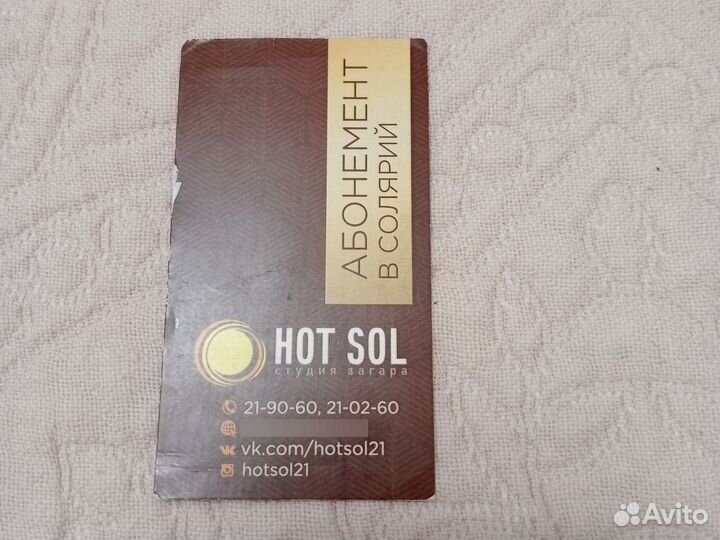 АБОНЕМЕНТ
В СОЛЯРИЙ
HOT SOL
студия загара
21-90-60, 21-02-60
vk.com/hotsol21
hotsol21
Avito